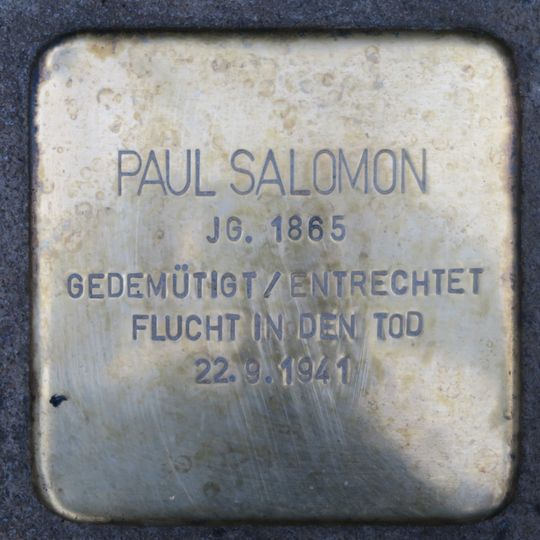 PAUL SALOMON
JG. 1865
GEDEMÜTIGT/ENTRECHTET
FLUCHT IN DEN TOD
22.9.1941